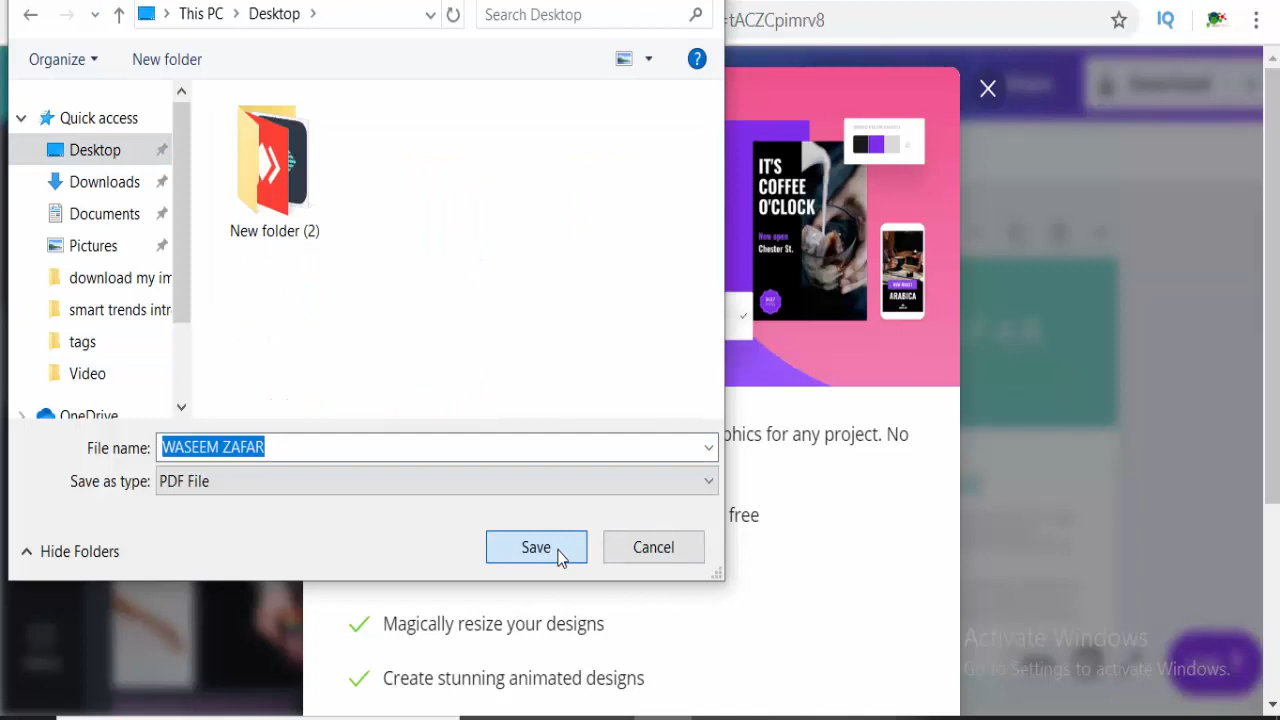 This PC > Desktop >
Search Desktop
=tACZCpimrv8
IQ
Organize
New folder
?
Quick access
Desktop
Downloads
Documents
Pictures
download my im
smart trends intr
tags
Video
OneDrive
New folder (2)
Download
IT'S
COFFEE
O'CLOCK
Now open
Chester St.
ARABICA
File name:
WASEEM ZAFAR
Save as type:
PDF File
Hide Folders
Save
Cancel
phics for any project. No
free
Magically resize your designs
Create stunning animated designs
Activate Windows
Go to Settings to activate Windows.